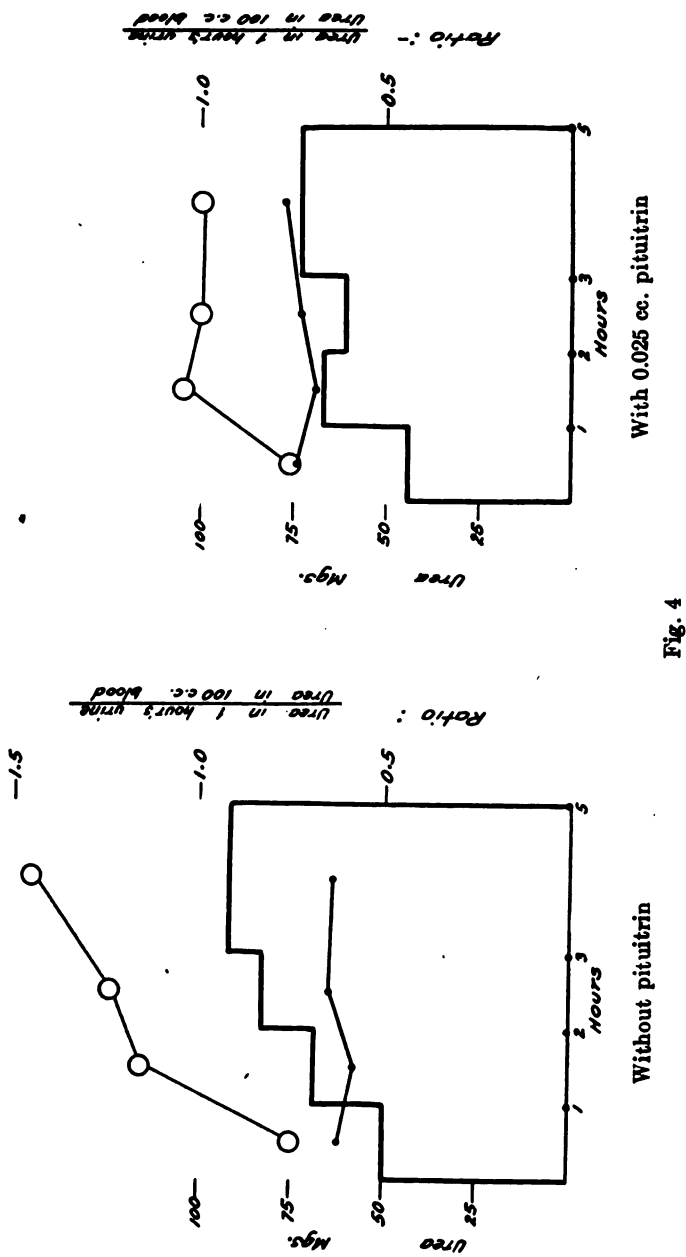 Ratio :
Urea in 1 hour's urine
Urea in 100 c.c. blood
-1.5
-1.0
-0.5
100-
75-
50-
25-
Urea Mgs.
1 2 3 5
Hours
Without pituitrin
Ratio :-
Urea in 1 hour's urine
Urea in 100 c.c. blood
-1.0
-0.5
100-
75-
50-
25-
Urea Mgs.
1 2 3 5
Hours
With 0.025 cc. pituitrin
Fig. 4